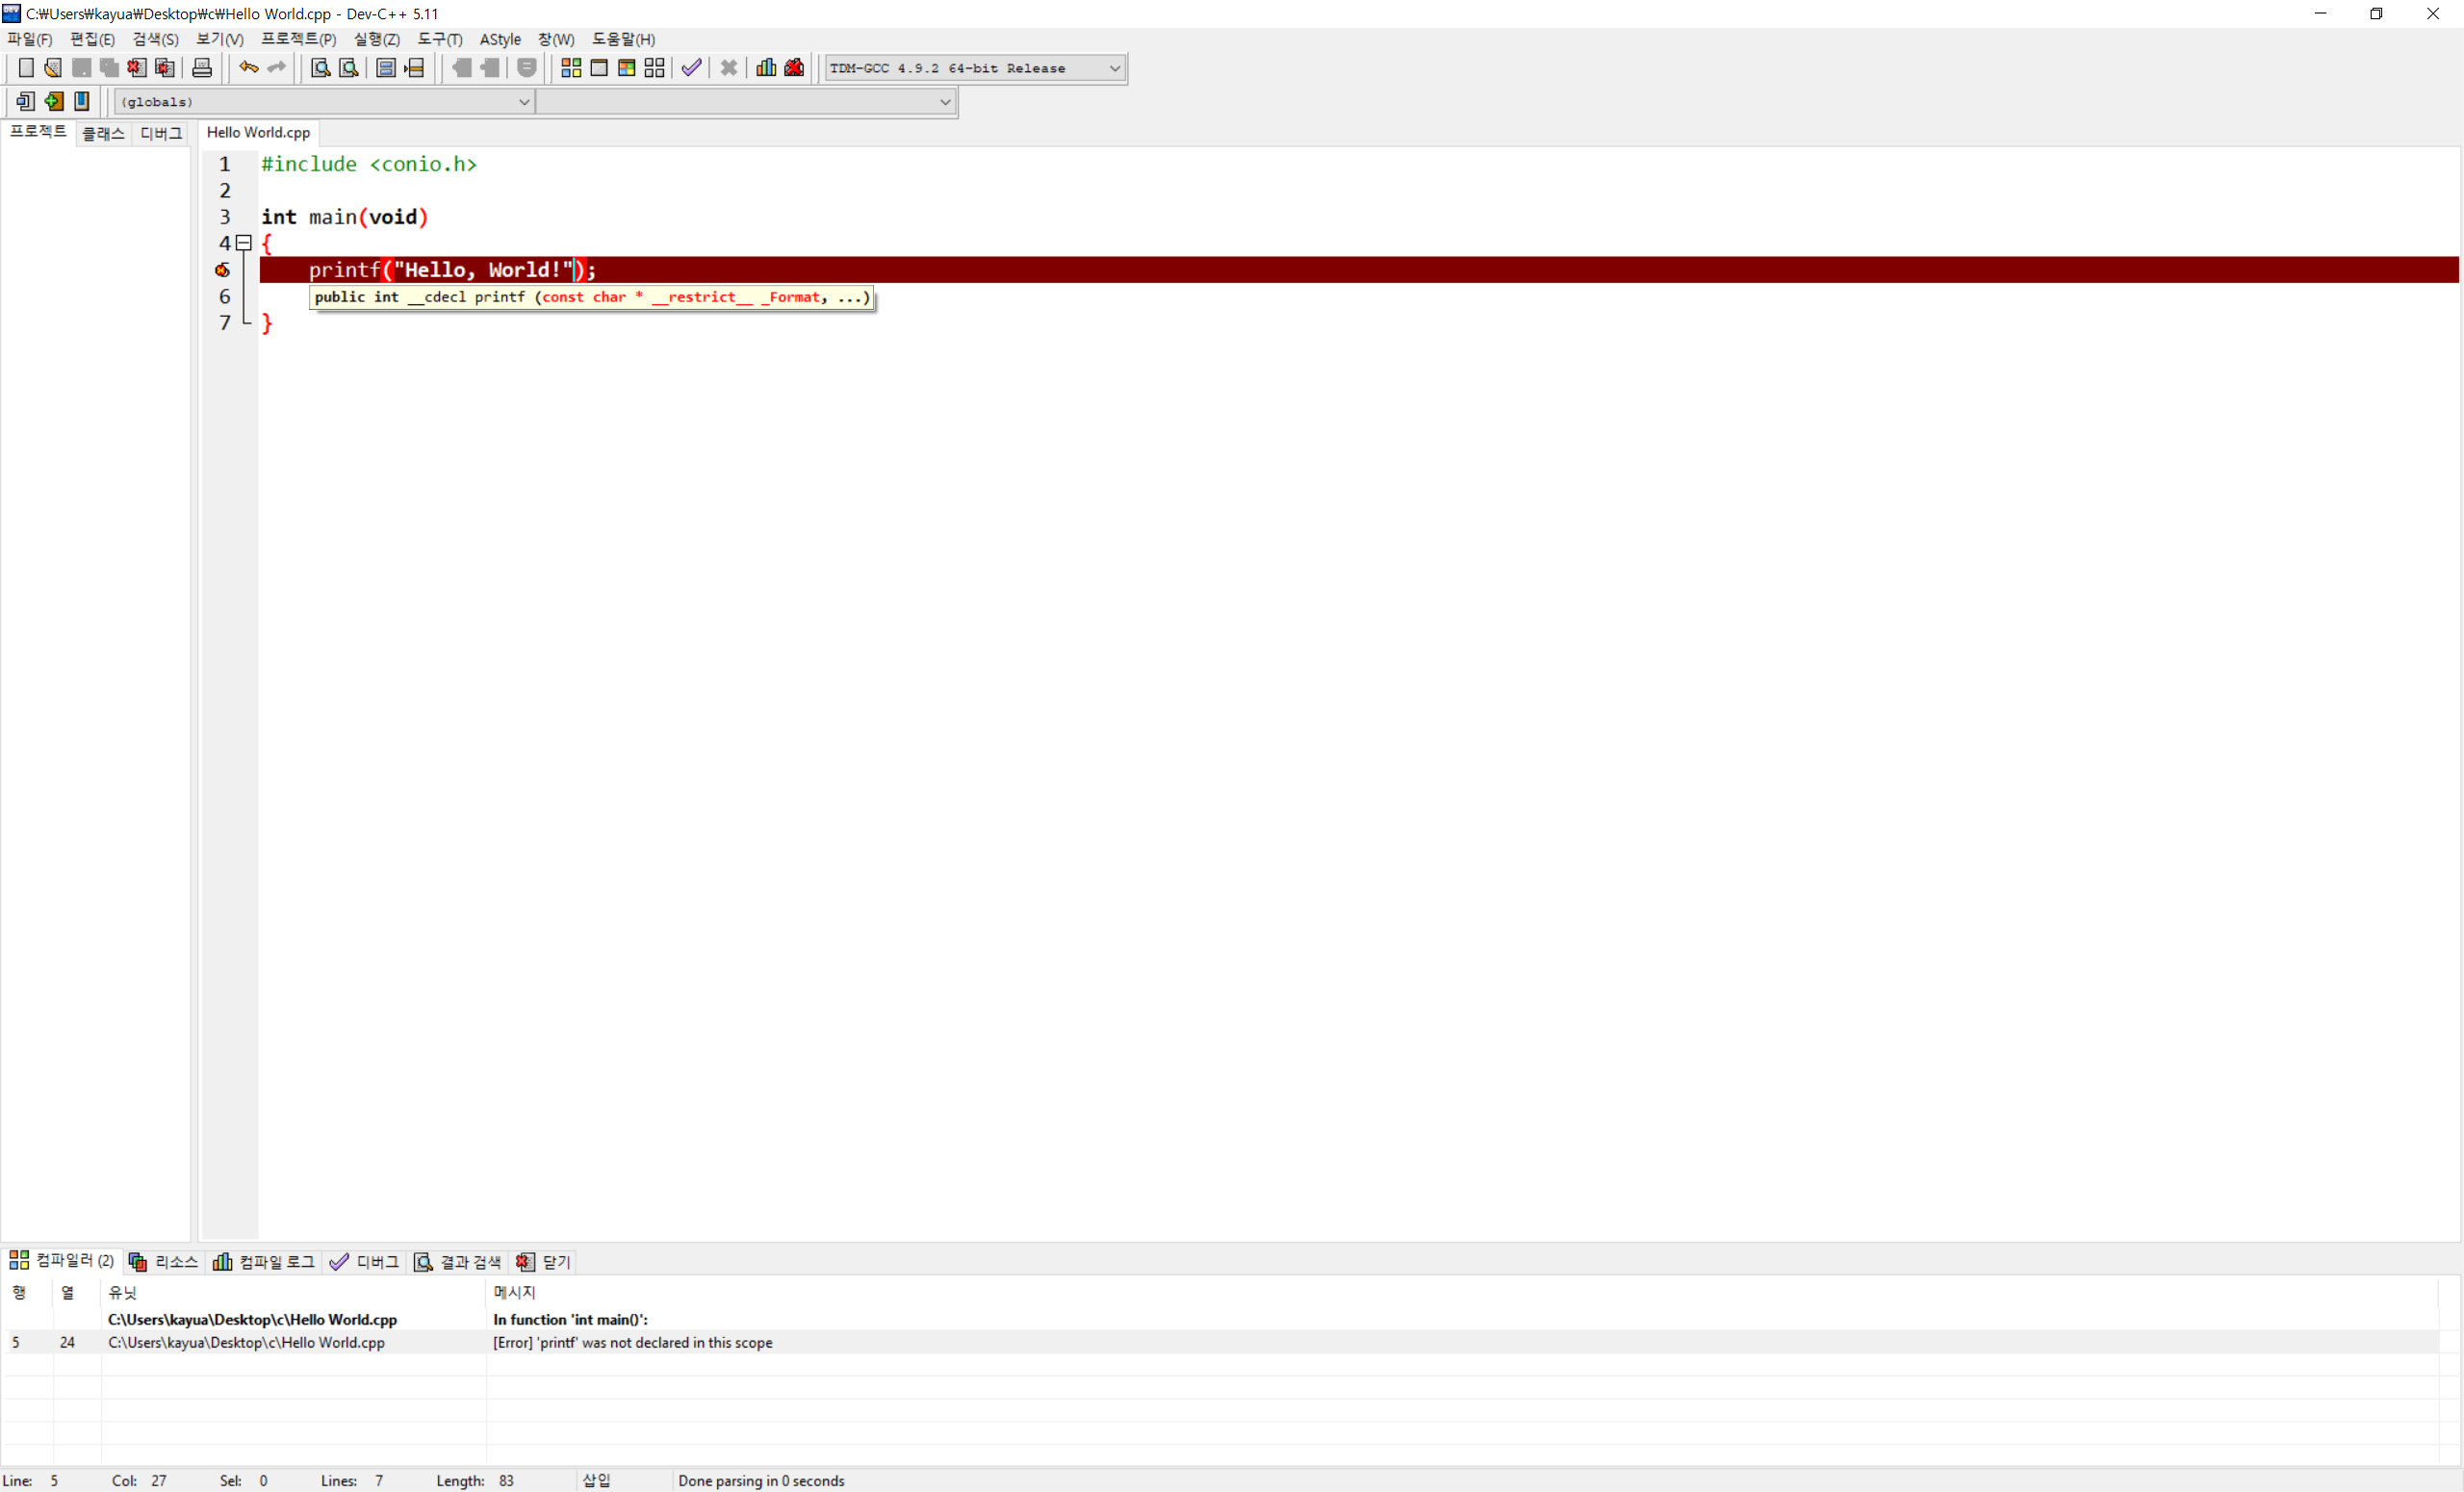 C:₩Users₩kayua₩Desktop₩c₩Hello World.cpp - Dev-C++ 5.11
파일(F) 편집(E) 검색(S) 보기(V) 프로젝트(P) 실행(Z) 도구(T) AStyle 창(W) 도움말(H)
TDM-GCC 4.9.2 64-bit Release
(globals)
프로젝트 클래스 디버그 Hello World.cpp
1 #include <conio.h>
2
3 int main(void)
4 {
5 printf("Hello, World!");
6 public int __cdecl printf (const char * __restrict__ _Format, ...)
7 }
컴파일러 (2) 리소스 컴파일 로그 디버그 결과 검색 닫기
행 열 유닛 메시지
C:\Users\kayua\Desktop\c\Hello World.cpp In function 'int main()':
5 24 C:\Users\kayua\Desktop\c\Hello World.cpp [Error] 'printf' was not declared in this scope
Line: 5 Col: 27 Sel: 0 Lines: 7 Length: 83 삽입 Done parsing in 0 seconds